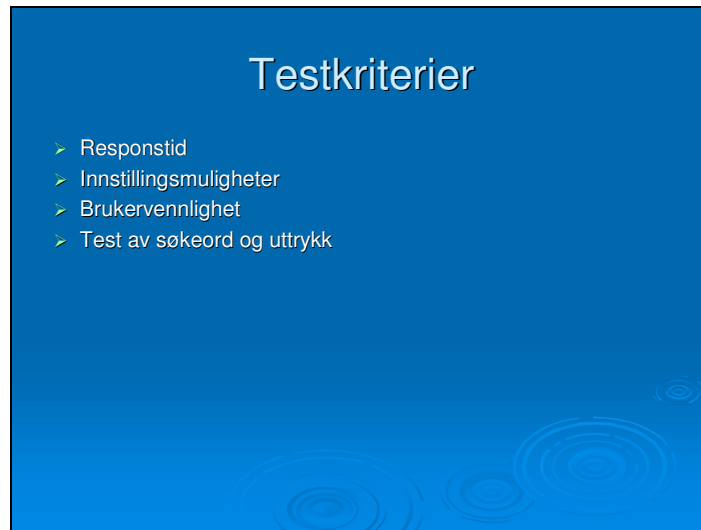 Testkriterier
Responstid
Innstillingsmuligheter
Brukervennlighet
Test av søkeord og uttrykk